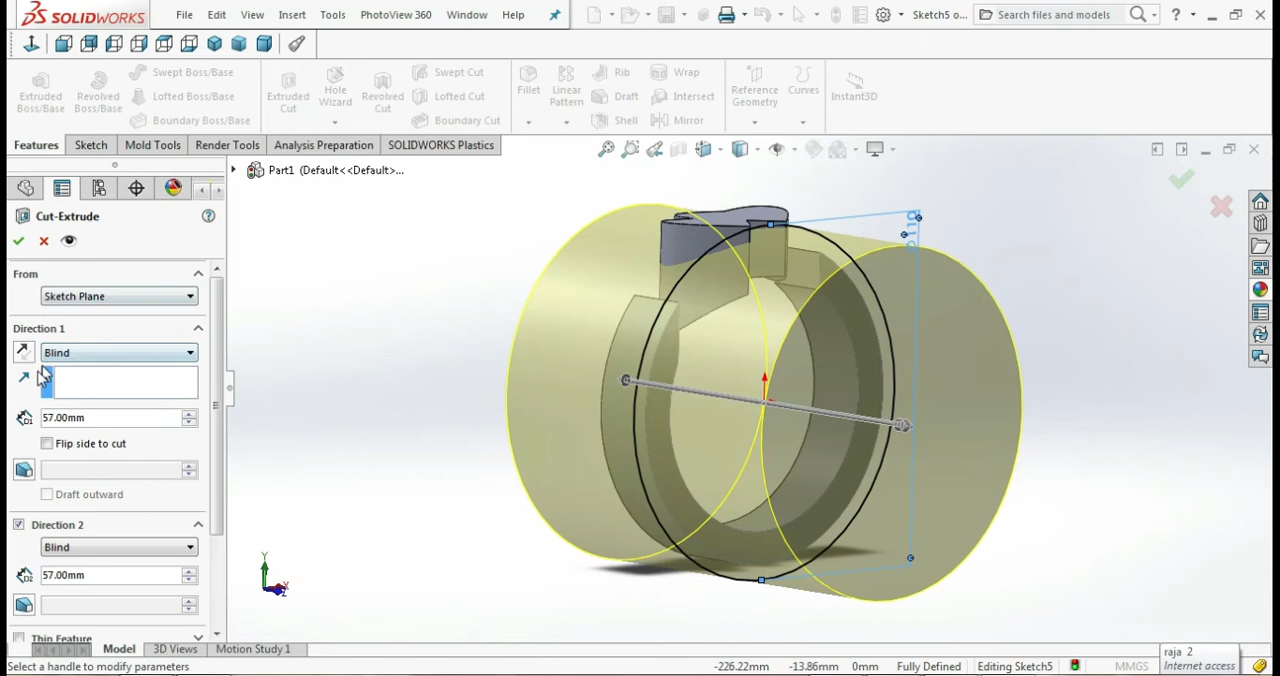 SOLIDWORKS
File Edit View Insert Tools PhotoView 360 Window Help
Sketch5 o...
Search files and models
?
Extruded Boss/Base
Revolved Boss/Base
Swept Boss/Base
Lofted Boss/Base
Boundary Boss/Base
Extruded Cut
Hole Wizard
Revolved Cut
Swept Cut
Lofted Cut
Boundary Cut
Fillet
Linear Pattern
Rib
Draft
Shell
Wrap
Intersect
Mirror
Reference Geometry
Curves
Instant3D
Features Sketch Mold Tools Render Tools Analysis Preparation SOLIDWORKS Plastics
Part1 (Default<<Default>...
Cut-Extrude
?
From
Sketch Plane
Direction 1
Blind
D1
57.00mm
Flip side to cut
Draft outward
Direction 2
Blind
D2
57.00mm
Thin Feature
Y
Model 3D Views Motion Study 1
Select a handle to modify parameters
-226.22mm -13.86mm 0mm Fully Defined Editing Sketch5 MMGS
raja 2
Internet access